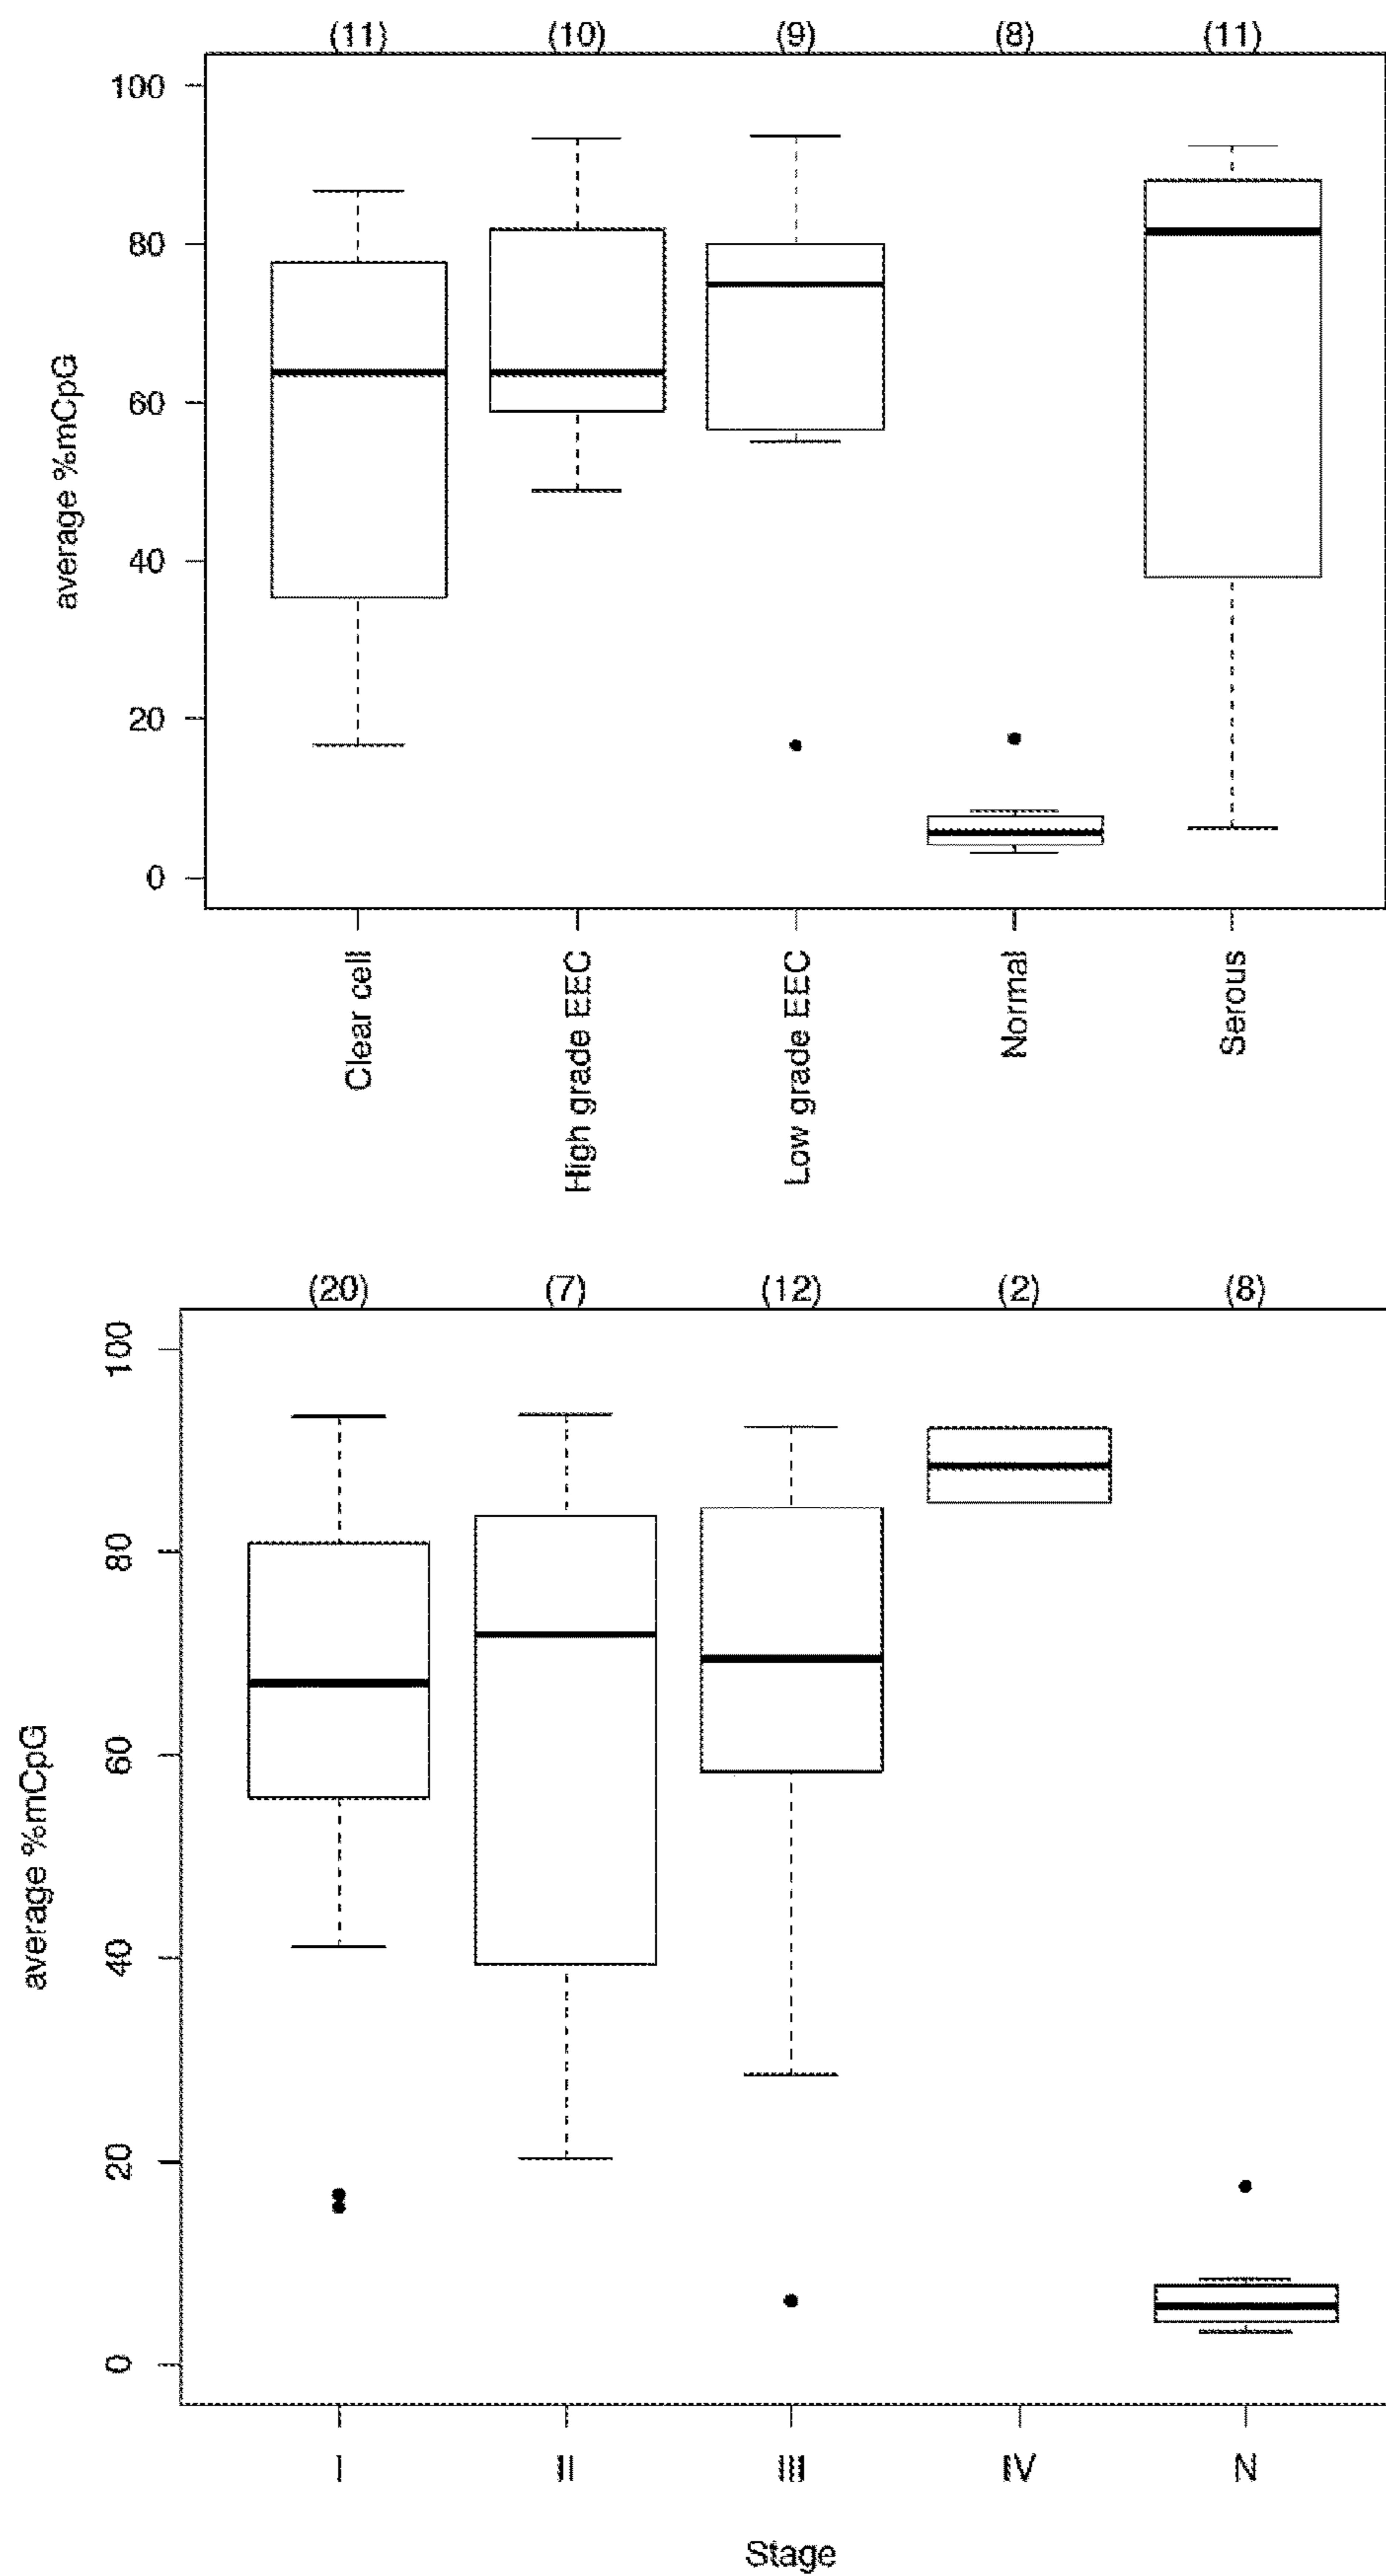 (11) (10) (9) (8) (11)
100
80
60
40
20
0
average %mCpG
Clear cell
High grade EEC
Low grade EEC
Normal
Serous
(20) (7) (12) (2) (8)
100
80
60
40
20
0
average %mCpG
I II III IV N
Stage